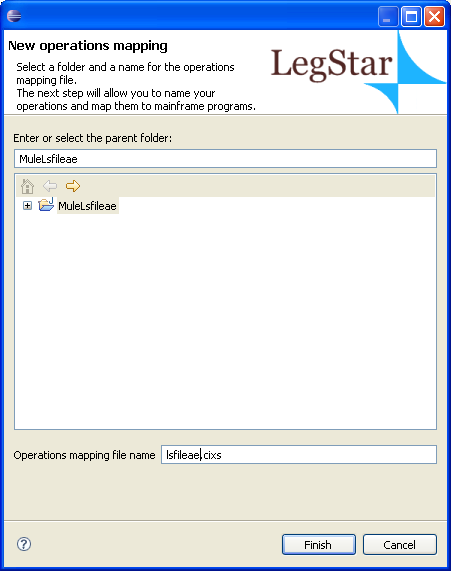 New operations mapping
Select a folder and a name for the operations
mapping file.
The next step will allow you to name your
operations and map them to mainframe programs.
LegStar
Enter or select the parent folder:
MuleLsfileae
MuleLsfileae
Operations mapping file name
lsfileae.cixs
?
Finish
Cancel